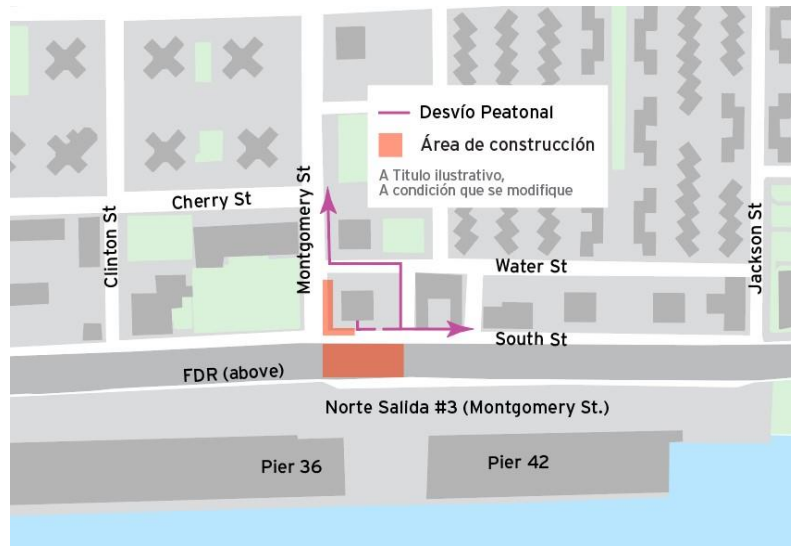 Desvío Peatonal
Área de construcción
A Titulo ilustrativo,
A condición que se modifique
Cherry St
Clinton St
Montgomery St
Jackson St
Water St
South St
FDR (above)
Norte Salida #3 (Montgomery St.)
Pier 36
Pier 42